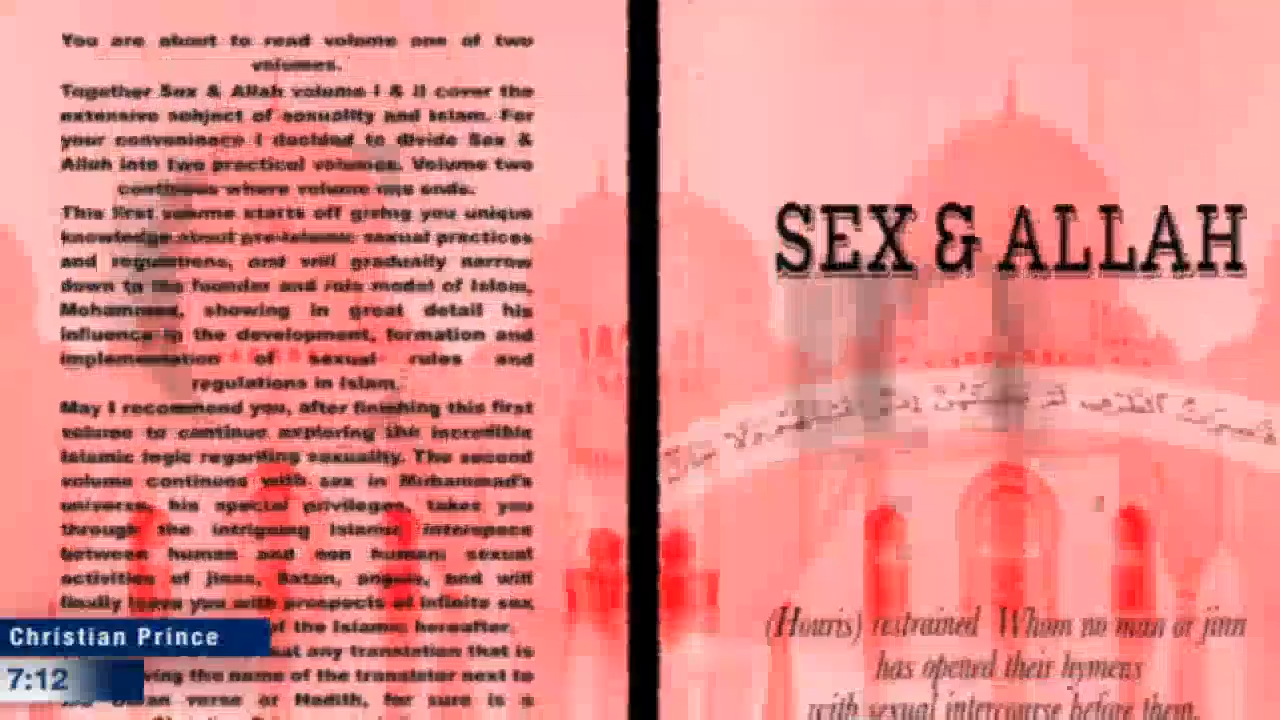 You are about to read volume one of two
volumes.
Together Sex & Allah volume I & II cover the
extensive subject of sexuality and Islam. For
your convenience I decided to divide Sex &
Allah into two practical volumes. Volume two
continues where volume one ends.
This first volume starts off giving you unique
knowledge about pre-Islamic sexual practices
and regulations, and will gradually narrow
down to the founder and role model of Islam,
Mohammed, showing in great detail his
influence in the development, formation and
implementation of sexual rules and
regulations in Islam.
May I recommend you, after finishing this first
volume to continue exploring the incredible
Islamic logic regarding sexuality. The second
volume continues with sex in Muhammad's
universe, his special privileges, takes you
through the intriguing Islamic interspace
between human and non human sexual
activities of jinns, Satan, angels, and will
finally leave you with prospects of infinite sex
of the Islamic hereafter.
any translation that is
the name of the translator next to
verse or Hadith, for sure is a
Christian Prince
7:12
SEX & ALLAH
(Houris) restrained Whom no man or jinn
has opened their hymens
with sexual intercourse before them.